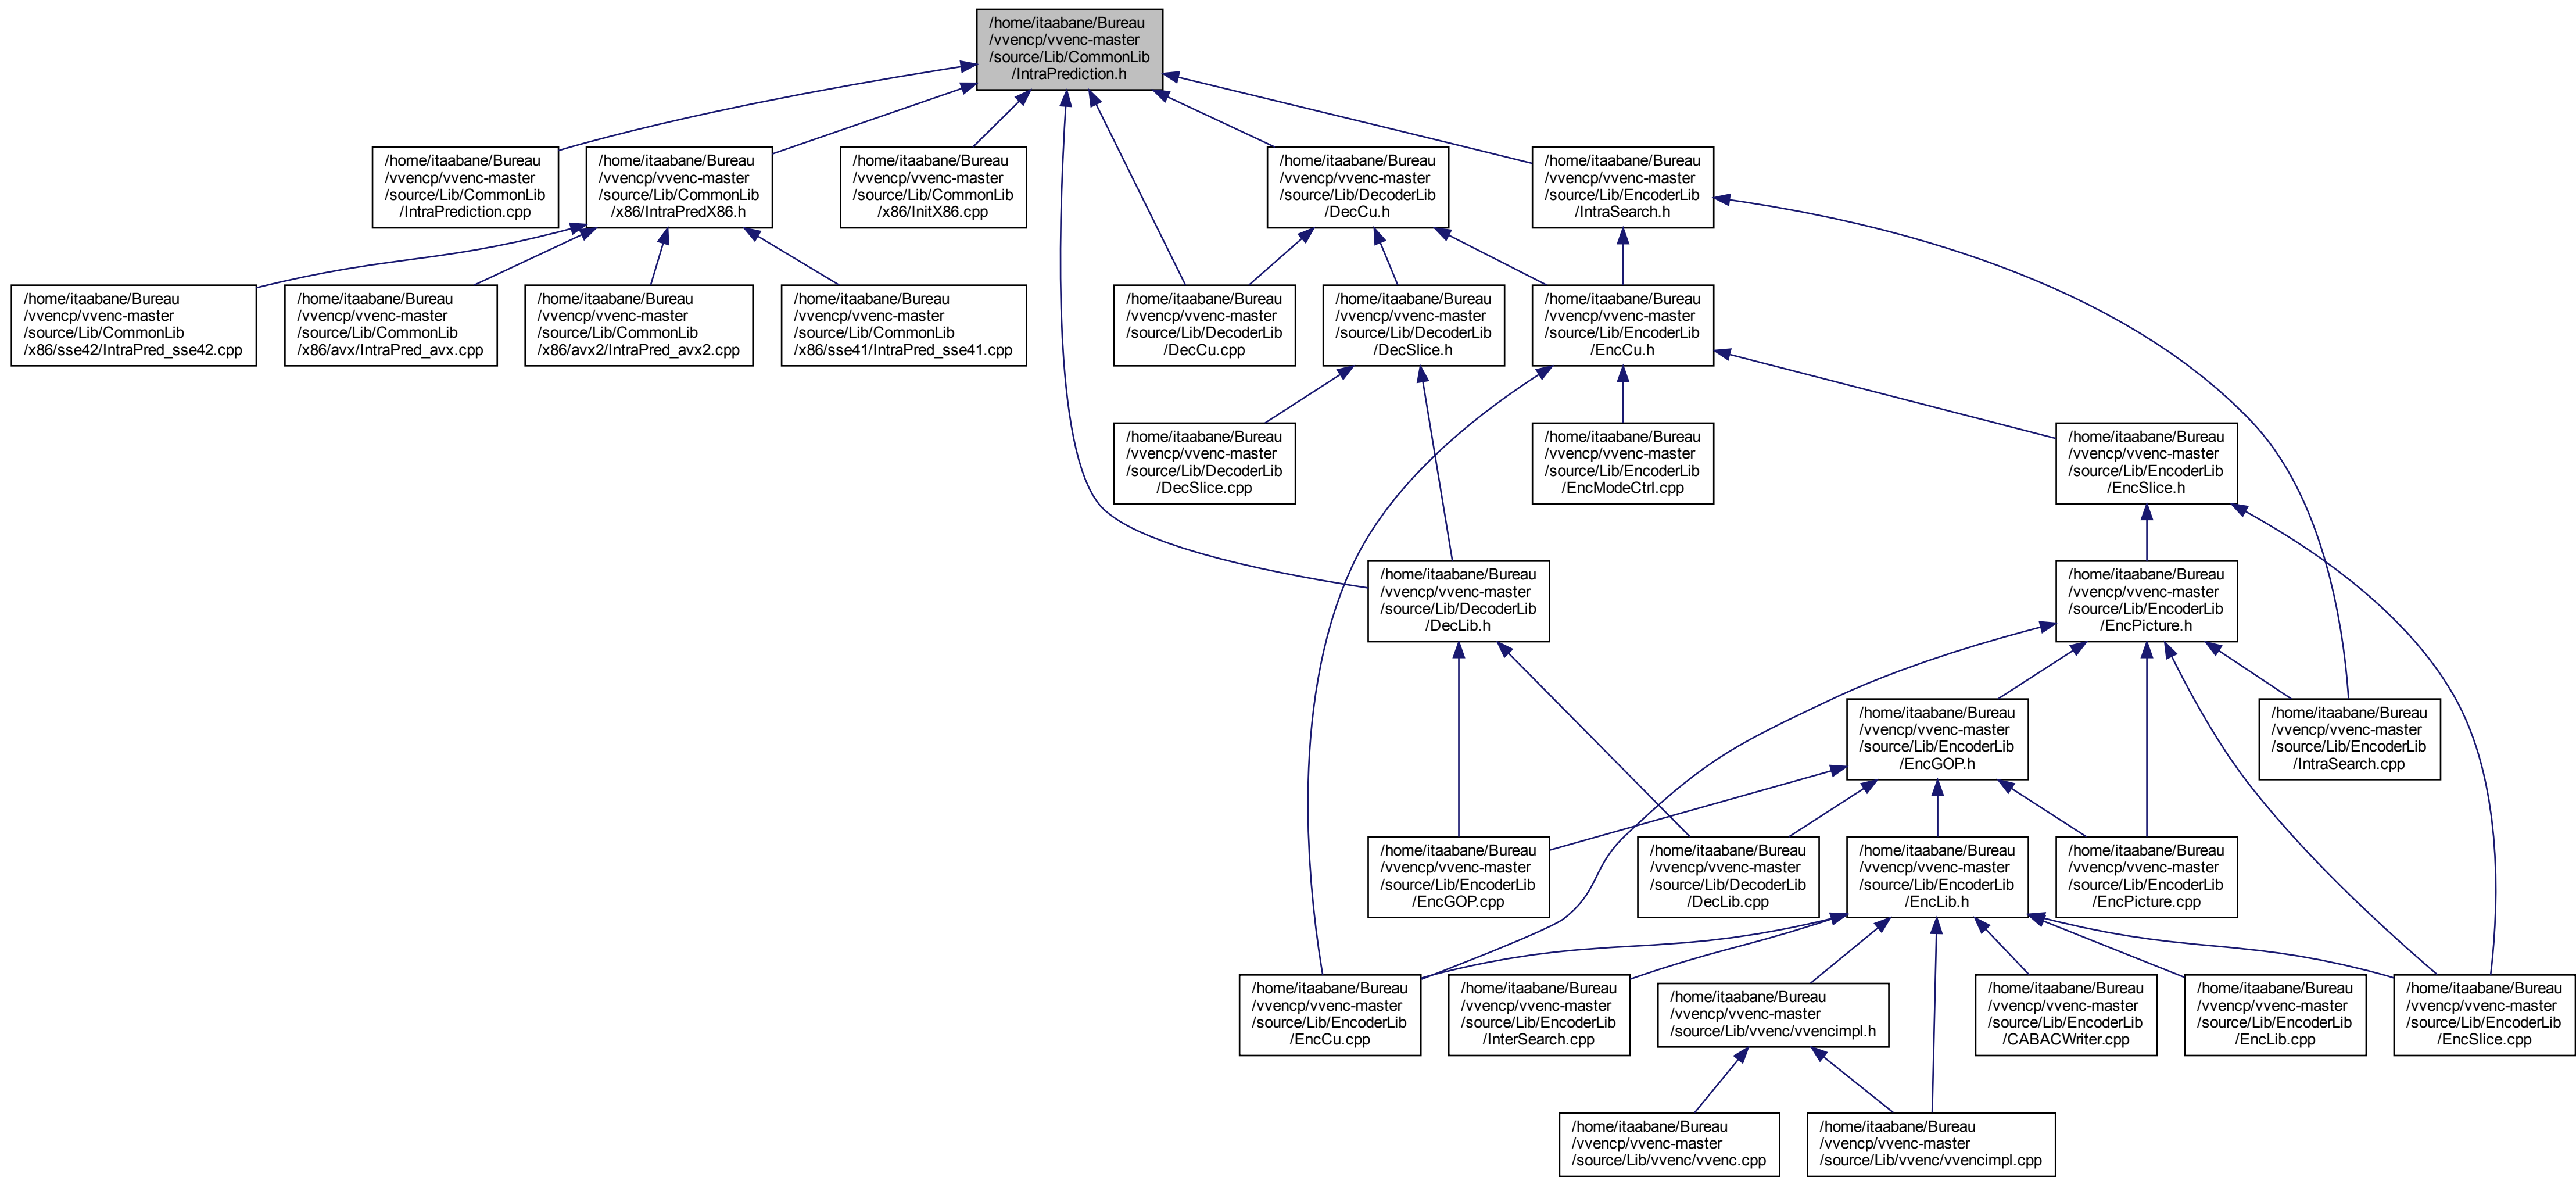 /home/itaabane/Bureau
/vvencp/vvenc-master
/source/Lib/CommonLib
/IntraPrediction.h
/home/itaabane/Bureau
/vvencp/vvenc-master
/source/Lib/CommonLib
/IntraPrediction.cpp
/home/itaabane/Bureau
/vvencp/vvenc-master
/source/Lib/CommonLib
/x86/IntraPredX86.h
/home/itaabane/Bureau
/vvencp/vvenc-master
/source/Lib/CommonLib
/x86/InitX86.cpp
/home/itaabane/Bureau
/vvencp/vvenc-master
/source/Lib/DecoderLib
/DecCu.h
/home/itaabane/Bureau
/vvencp/vvenc-master
/source/Lib/EncoderLib
/IntraSearch.h
/home/itaabane/Bureau
/vvencp/vvenc-master
/source/Lib/CommonLib
/x86/sse42/IntraPred_sse42.cpp
/home/itaabane/Bureau
/vvencp/vvenc-master
/source/Lib/CommonLib
/x86/avx/IntraPred_avx.cpp
/home/itaabane/Bureau
/vvencp/vvenc-master
/source/Lib/CommonLib
/x86/avx2/IntraPred_avx2.cpp
/home/itaabane/Bureau
/vvencp/vvenc-master
/source/Lib/CommonLib
/x86/sse41/IntraPred_sse41.cpp
/home/itaabane/Bureau
/vvencp/vvenc-master
/source/Lib/DecoderLib
/DecCu.cpp
/home/itaabane/Bureau
/vvencp/vvenc-master
/source/Lib/DecoderLib
/DecSlice.h
/home/itaabane/Bureau
/vvencp/vvenc-master
/source/Lib/EncoderLib
/EncCu.h
/home/itaabane/Bureau
/vvencp/vvenc-master
/source/Lib/DecoderLib
/DecSlice.cpp
/home/itaabane/Bureau
/vvencp/vvenc-master
/source/Lib/EncoderLib
/EncModeCtrl.cpp
/home/itaabane/Bureau
/vvencp/vvenc-master
/source/Lib/EncoderLib
/EncSlice.h
/home/itaabane/Bureau
/vvencp/vvenc-master
/source/Lib/DecoderLib
/DecLib.h
/home/itaabane/Bureau
/vvencp/vvenc-master
/source/Lib/EncoderLib
/EncPicture.h
/home/itaabane/Bureau
/vvencp/vvenc-master
/source/Lib/EncoderLib
/EncGOP.h
/home/itaabane/Bureau
/vvencp/vvenc-master
/source/Lib/EncoderLib
/IntraSearch.cpp
/home/itaabane/Bureau
/vvencp/vvenc-master
/source/Lib/EncoderLib
/EncGOP.cpp
/home/itaabane/Bureau
/vvencp/vvenc-master
/source/Lib/DecoderLib
/DecLib.cpp
/home/itaabane/Bureau
/vvencp/vvenc-master
/source/Lib/EncoderLib
/EncLib.h
/home/itaabane/Bureau
/vvencp/vvenc-master
/source/Lib/EncoderLib
/EncPicture.cpp
/home/itaabane/Bureau
/vvencp/vvenc-master
/source/Lib/EncoderLib
/EncCu.cpp
/home/itaabane/Bureau
/vvencp/vvenc-master
/source/Lib/EncoderLib
/InterSearch.cpp
/home/itaabane/Bureau
/vvencp/vvenc-master
/source/Lib/vvenc/vvencimpl.h
/home/itaabane/Bureau
/vvencp/vvenc-master
/source/Lib/EncoderLib
/CABACWriter.cpp
/home/itaabane/Bureau
/vvencp/vvenc-master
/source/Lib/EncoderLib
/EncLib.cpp
/home/itaabane/Bureau
/vvencp/vvenc-master
/source/Lib/EncoderLib
/EncSlice.cpp
/home/itaabane/Bureau
/vvencp/vvenc-master
/source/Lib/vvenc/vvenc.cpp
/home/itaabane/Bureau
/vvencp/vvenc-master
/source/Lib/vvenc/vvencimpl.cpp